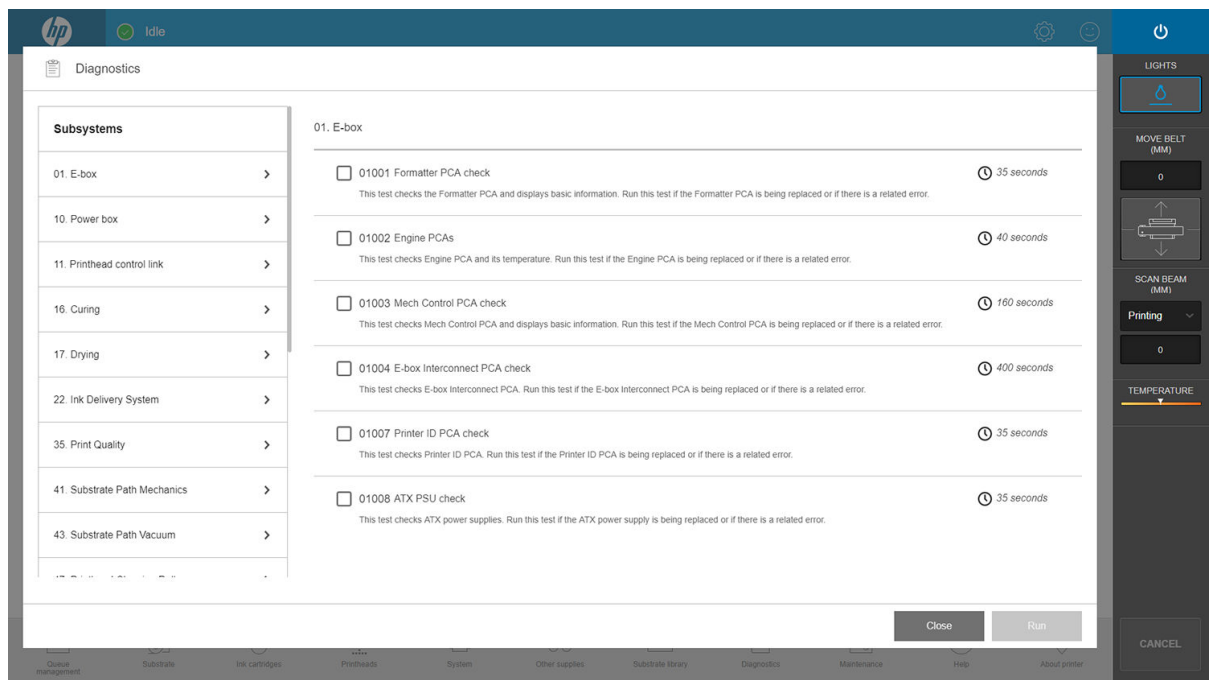 hp
Idle
Diagnostics
Subsystems
01. E-box
10. Power box
11. Printhead control link
16. Curing
17. Drying
22. Ink Delivery System
35. Print Quality
41. Substrate Path Mechanics
43. Substrate Path Vacuum
01. E-box
01001 Formatter PCA check
35 seconds
This test checks the Formatter PCA and displays basic information. Run this test if the Formatter PCA is being replaced or if there is a related error.
01002 Engine PCAs
40 seconds
This test checks Engine PCA and its temperature. Run this test if the Engine PCA is being replaced or if there is a related error.
01003 Mech Control PCA check
160 seconds
This test checks Mech Control PCA and displays basic information. Run this test if the Mech Control PCA is being replaced or if there is a related error.
01004 E-box Interconnect PCA check
400 seconds
This test checks E-box Interconnect PCA. Run this test if the E-box Interconnect PCA is being replaced or if there is a related error.
01007 Printer ID PCA check
35 seconds
This test checks Printer ID PCA. Run this test if the Printer ID PCA is being replaced or if there is a related error.
01008 ATX PSU check
35 seconds
This test checks ATX power supplies. Run this test if the ATX power supply is being replaced or if there is a related error.
Close
Run
Queue
management
Substrate
Ink cartridges
Printheads
System
Other supplies
Substrate library
Diagnostics
Maintenance
Help
About printer
LIGHTS
MOVE BELT
(MM)
0
SCAN BEAM
(MM)
Printing
0
TEMPERATURE
CANCEL